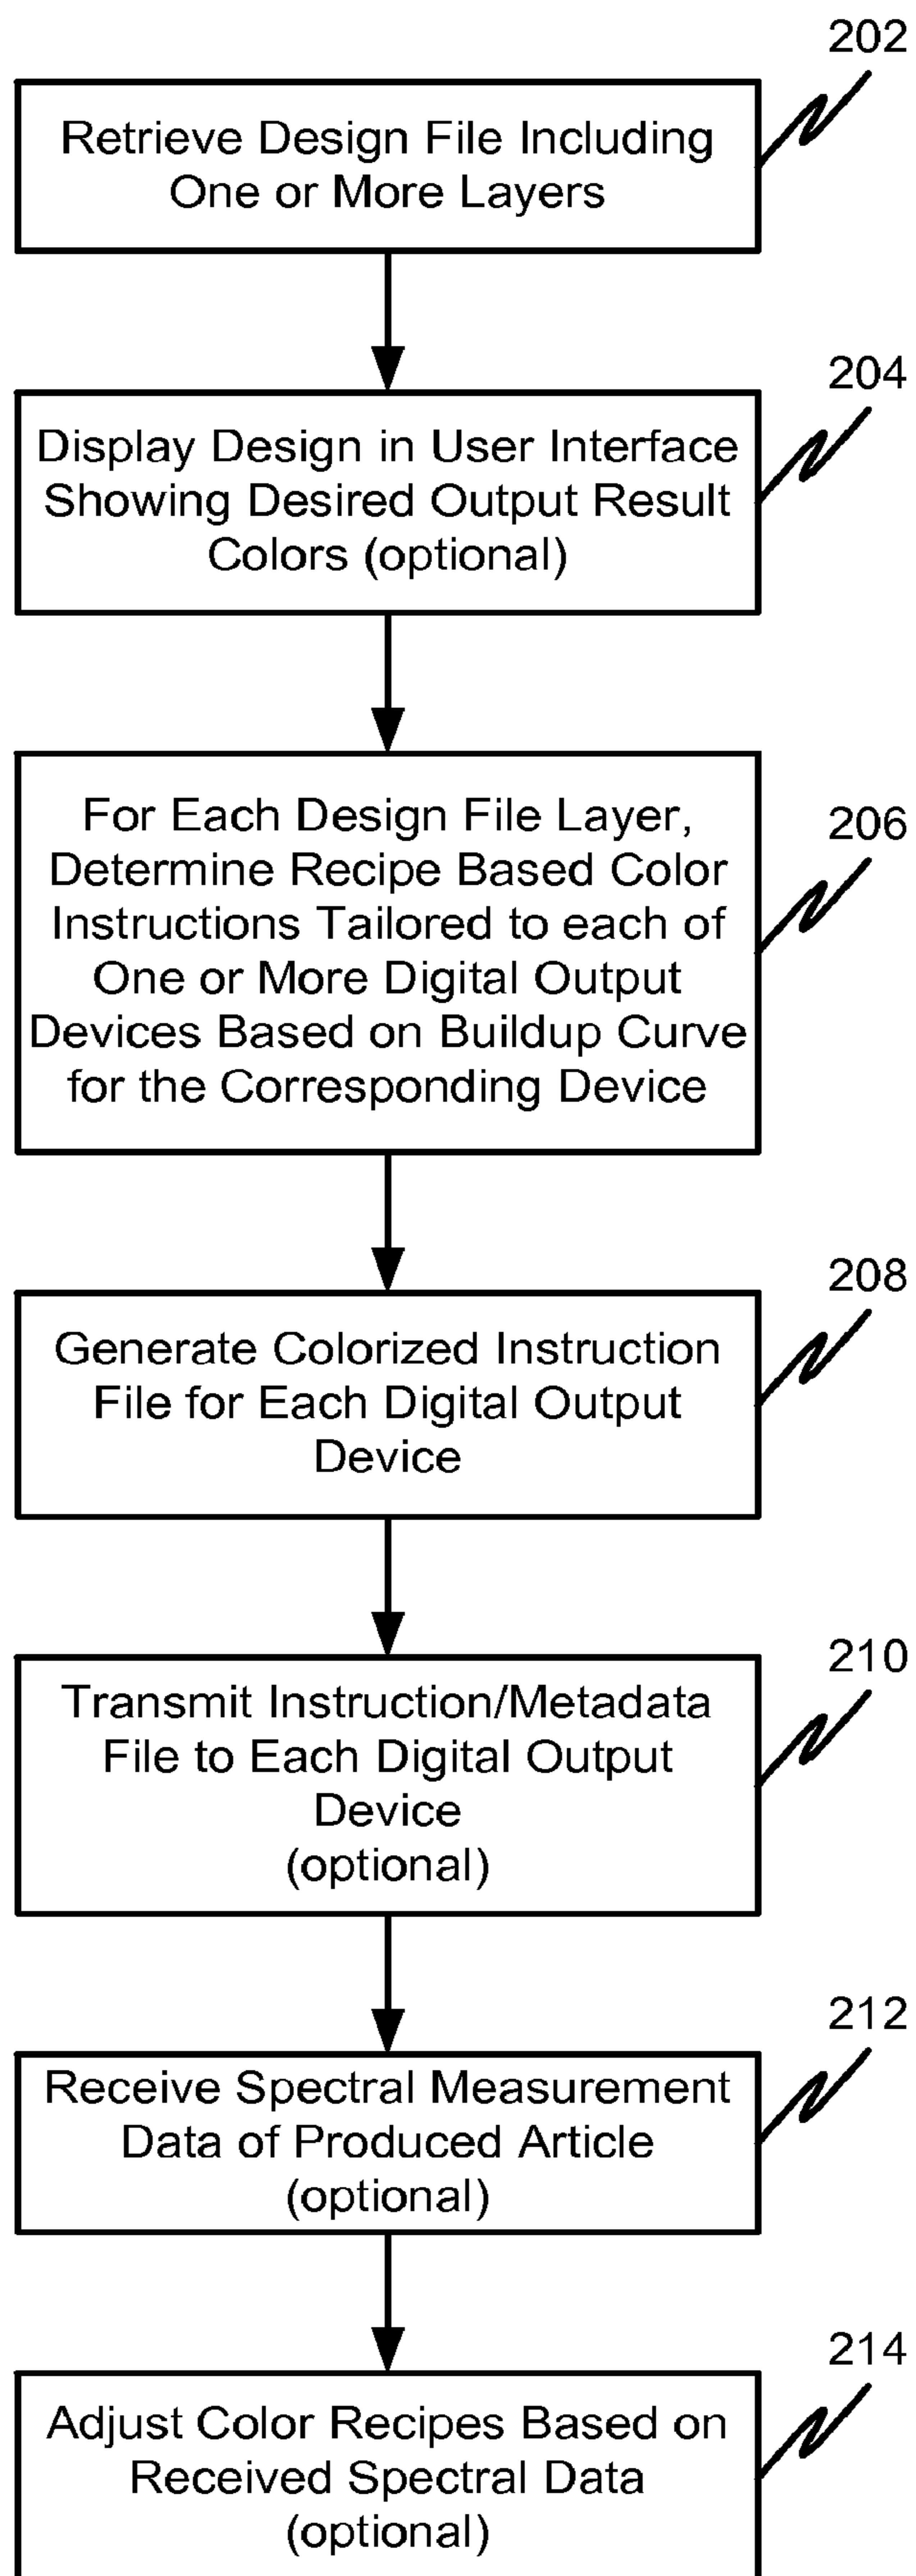 202
Retrieve Design File Including
One or More Layers
204
Display Design in User Interface
Showing Desired Output Result
Colors (optional)
206
For Each Design File Layer,
Determine Recipe Based Color
Instructions Tailored to each of
One or More Digital Output
Devices Based on Buildup Curve
for the Corresponding Device
208
Generate Colorized Instruction
File for Each Digital Output
Device
210
Transmit Instruction/Metadata
File to Each Digital Output
Device
(optional)
212
Receive Spectral Measurement
Data of Produced Article
(optional)
214
Adjust Color Recipes Based on
Received Spectral Data
(optional)